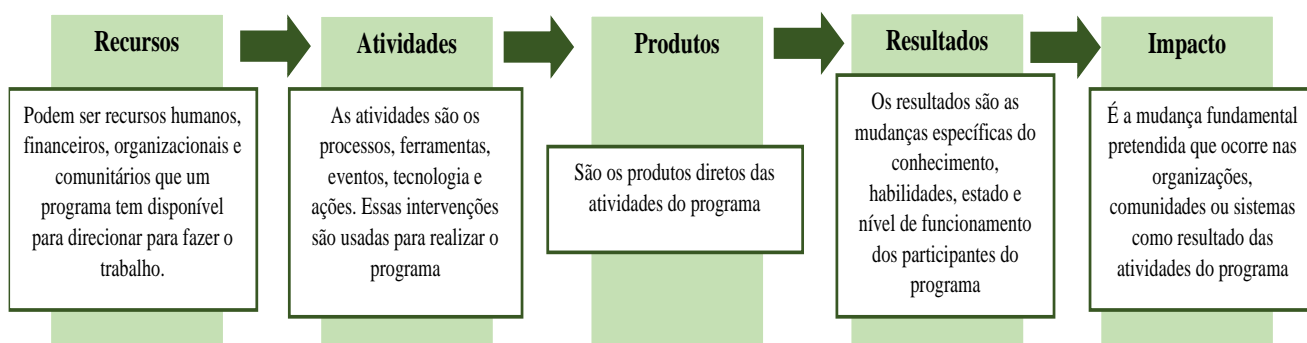 Recursos
Podem ser recursos humanos,
financeiros, organizacionais e
comunitários que um
programa tem disponível
para direcionar para fazer o
trabalho.
Atividades
As atividades são os
processos, ferramentas,
eventos, tecnologia e
ações. Essas intervenções
são usadas para realizar o
programa
Produtos
São os produtos diretos das
atividades do programa
Resultados
Os resultados são as
mudanças específicas do
conhecimento,
habilidades, estado e
nível de funcionamento
dos participantes do
programa
Impacto
É a mudança fundamental
pretendida que ocorre nas
organizações,
comunidades ou sistemas
como resultado das
atividades do programa